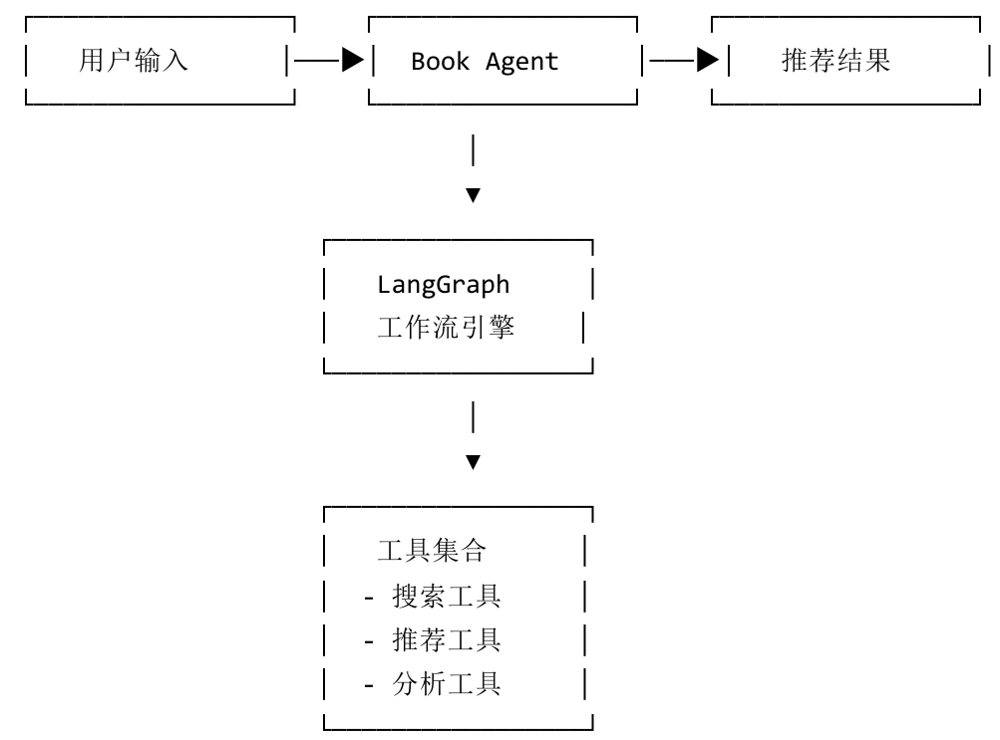 用户输入 Book Agent 推荐结果
LangGraph
工作流引擎
工具集合
- 搜索工具
- 推荐工具
- 分析工具